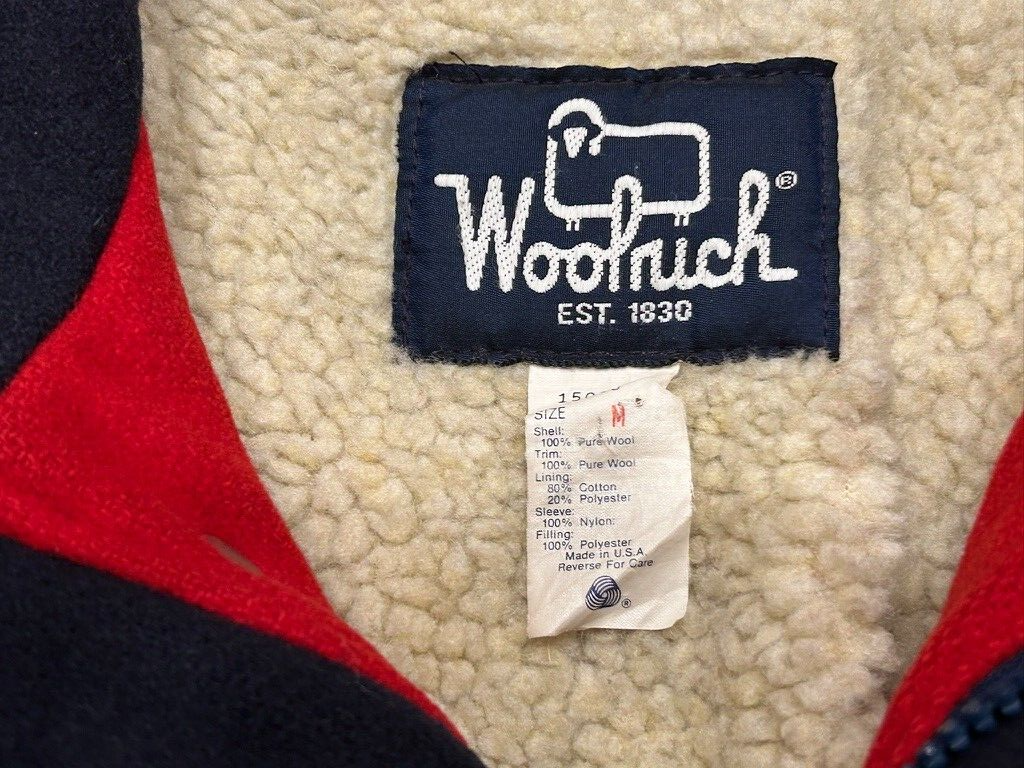 Woolrich®
EST. 1830
SIZE M
Shell:
100% Pure Wool
Trim:
100% Pure Wool
Lining:
80% Cotton
20% Polyester
Sleeve:
100% Nylon:
Filling:
100% Polyester
Made in U.S.A.
Reverse For Care
®